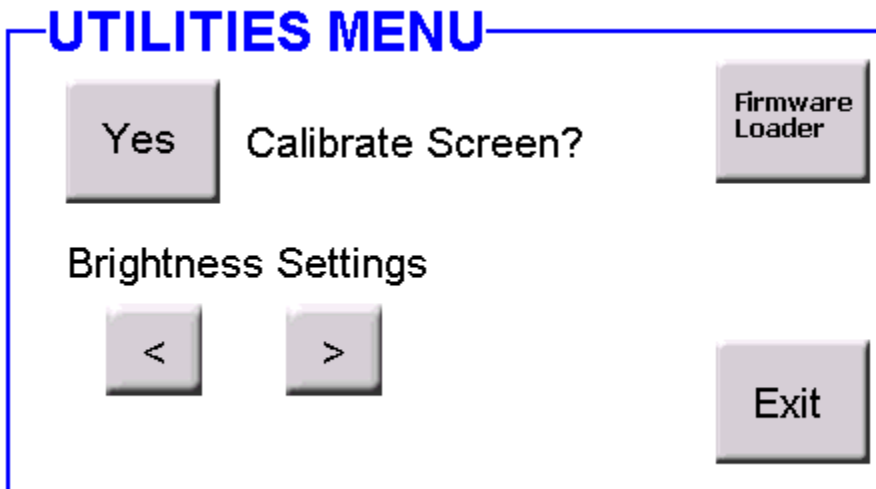 UTILITIES MENU
Yes
Calibrate Screen?
Firmware
Loader
Brightness Settings
<
>
Exit